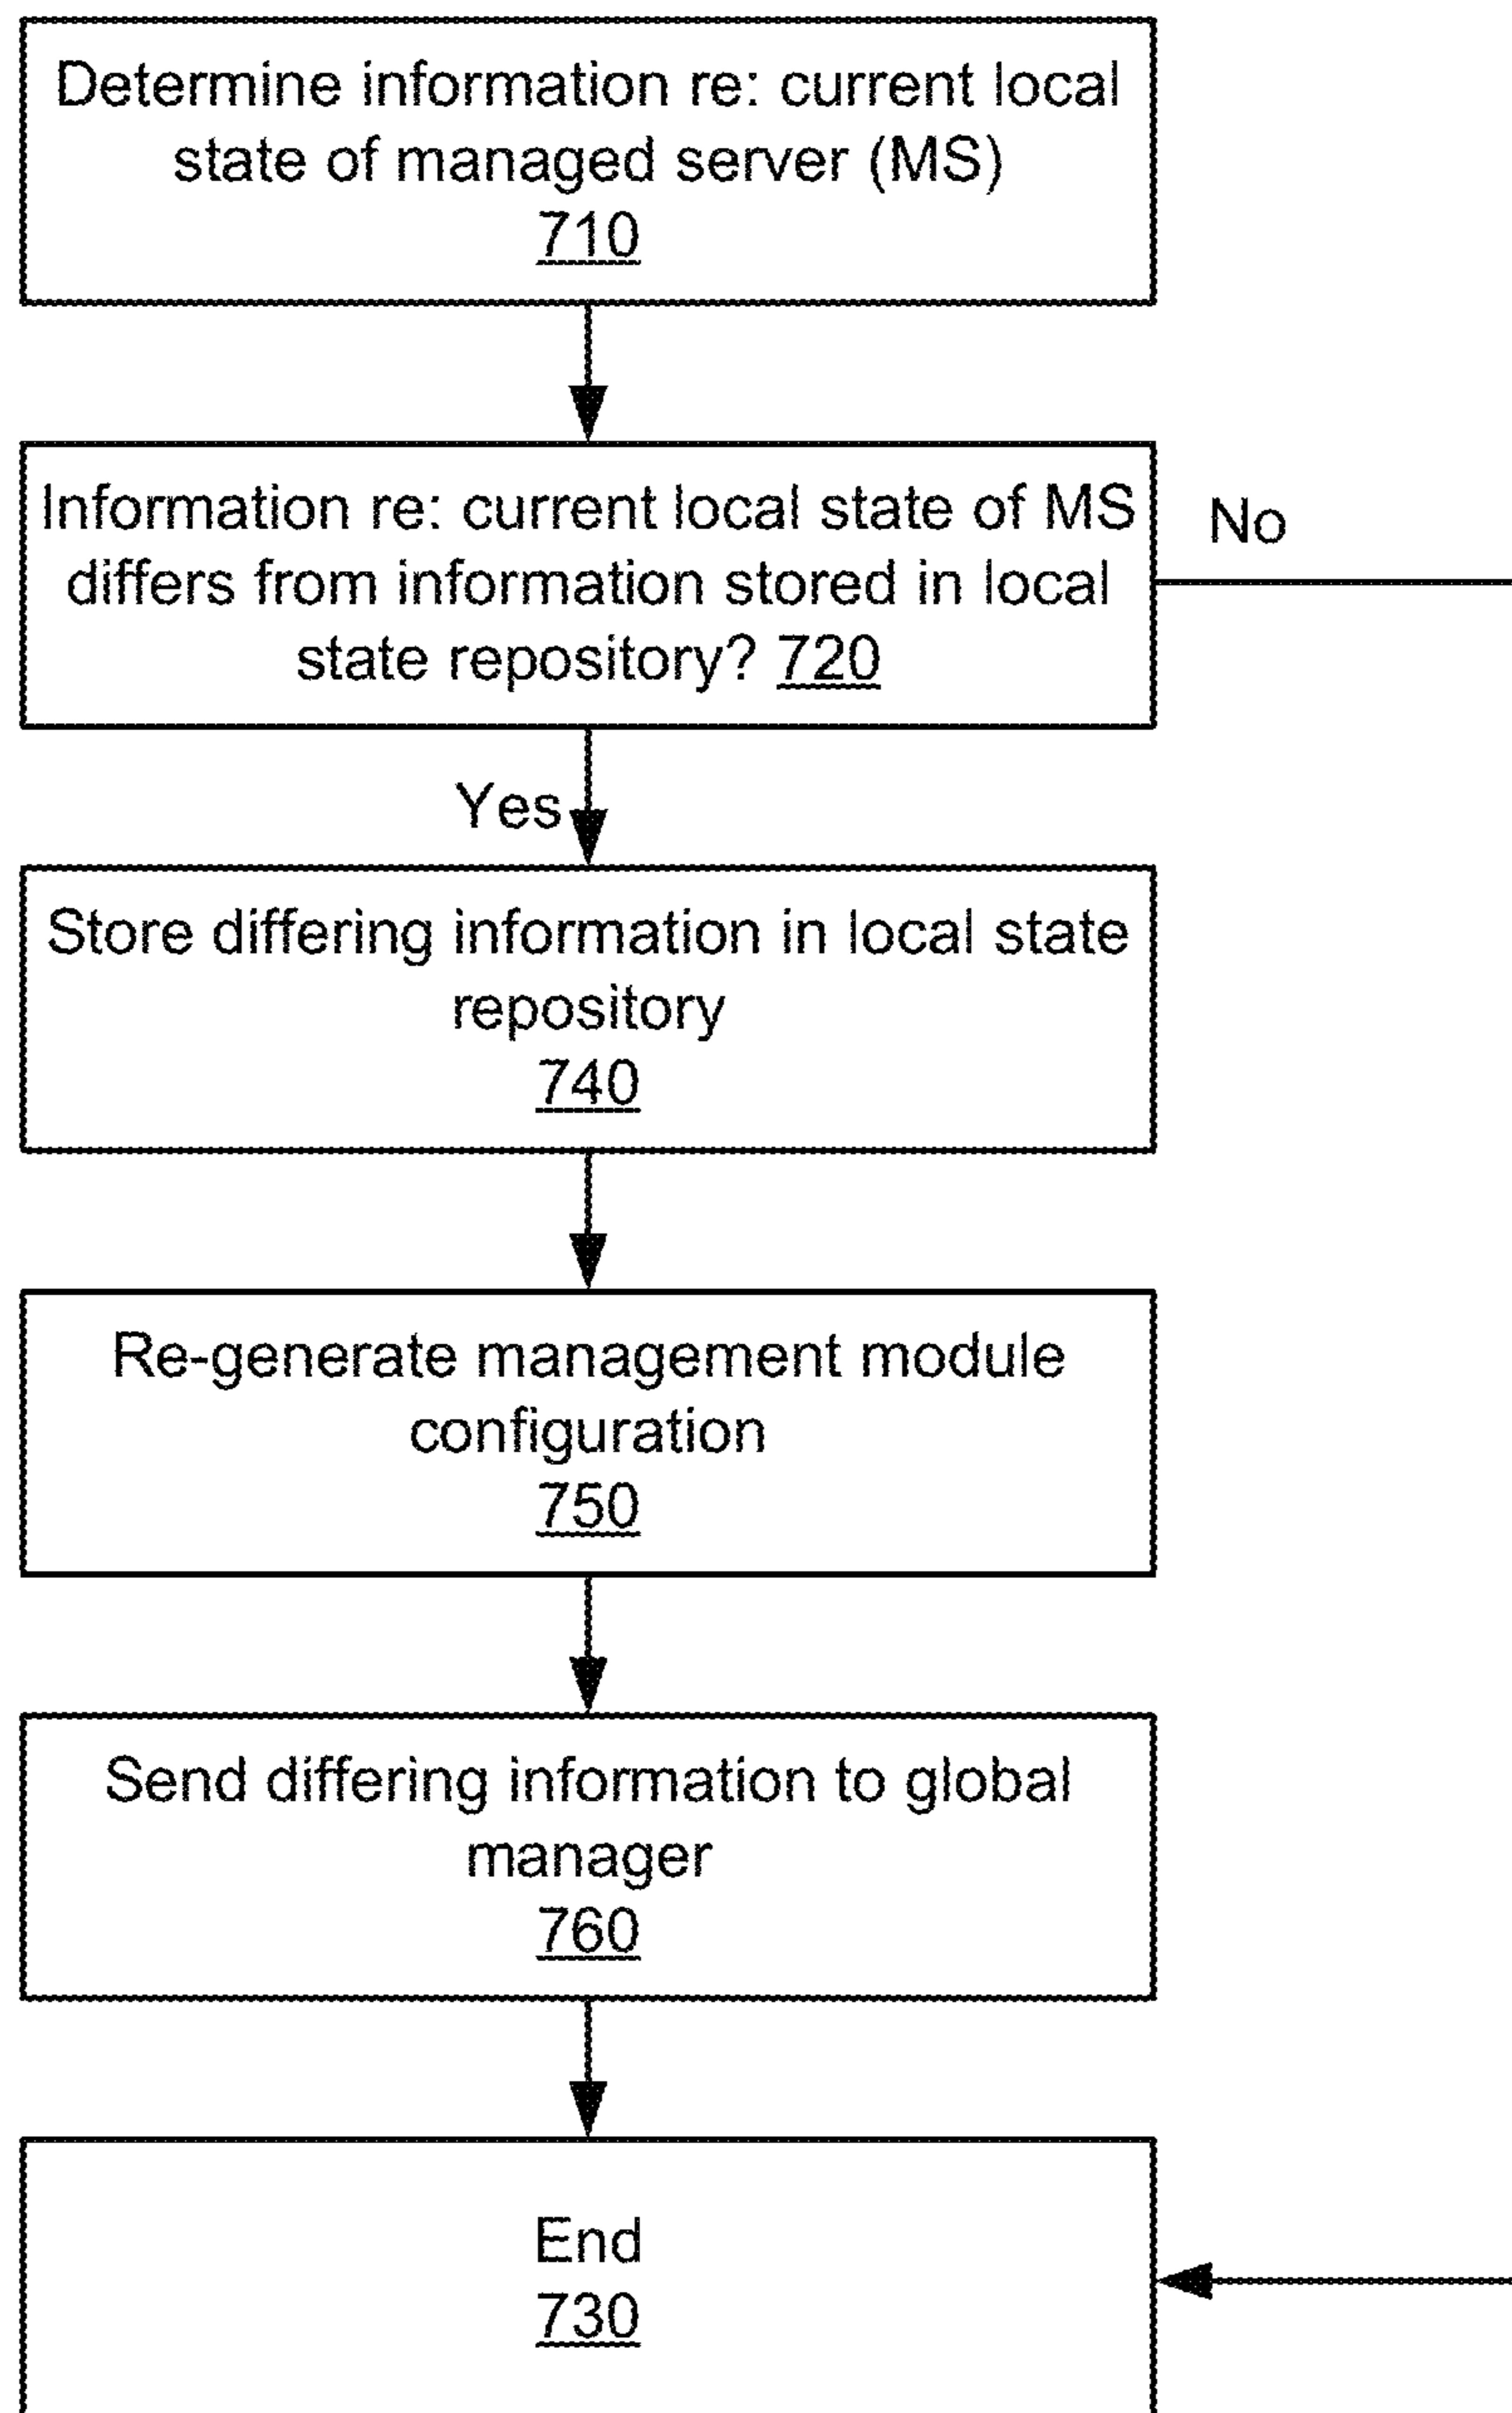 Determine information re: current local
state of managed server (MS)
710
Information re: current local state of MS
differs from information stored in local
state repository? 720
No
Yes
Store differing information in local state
repository
740
Re-generate management module
configuration
750
Send differing information to global
manager
760
End
730